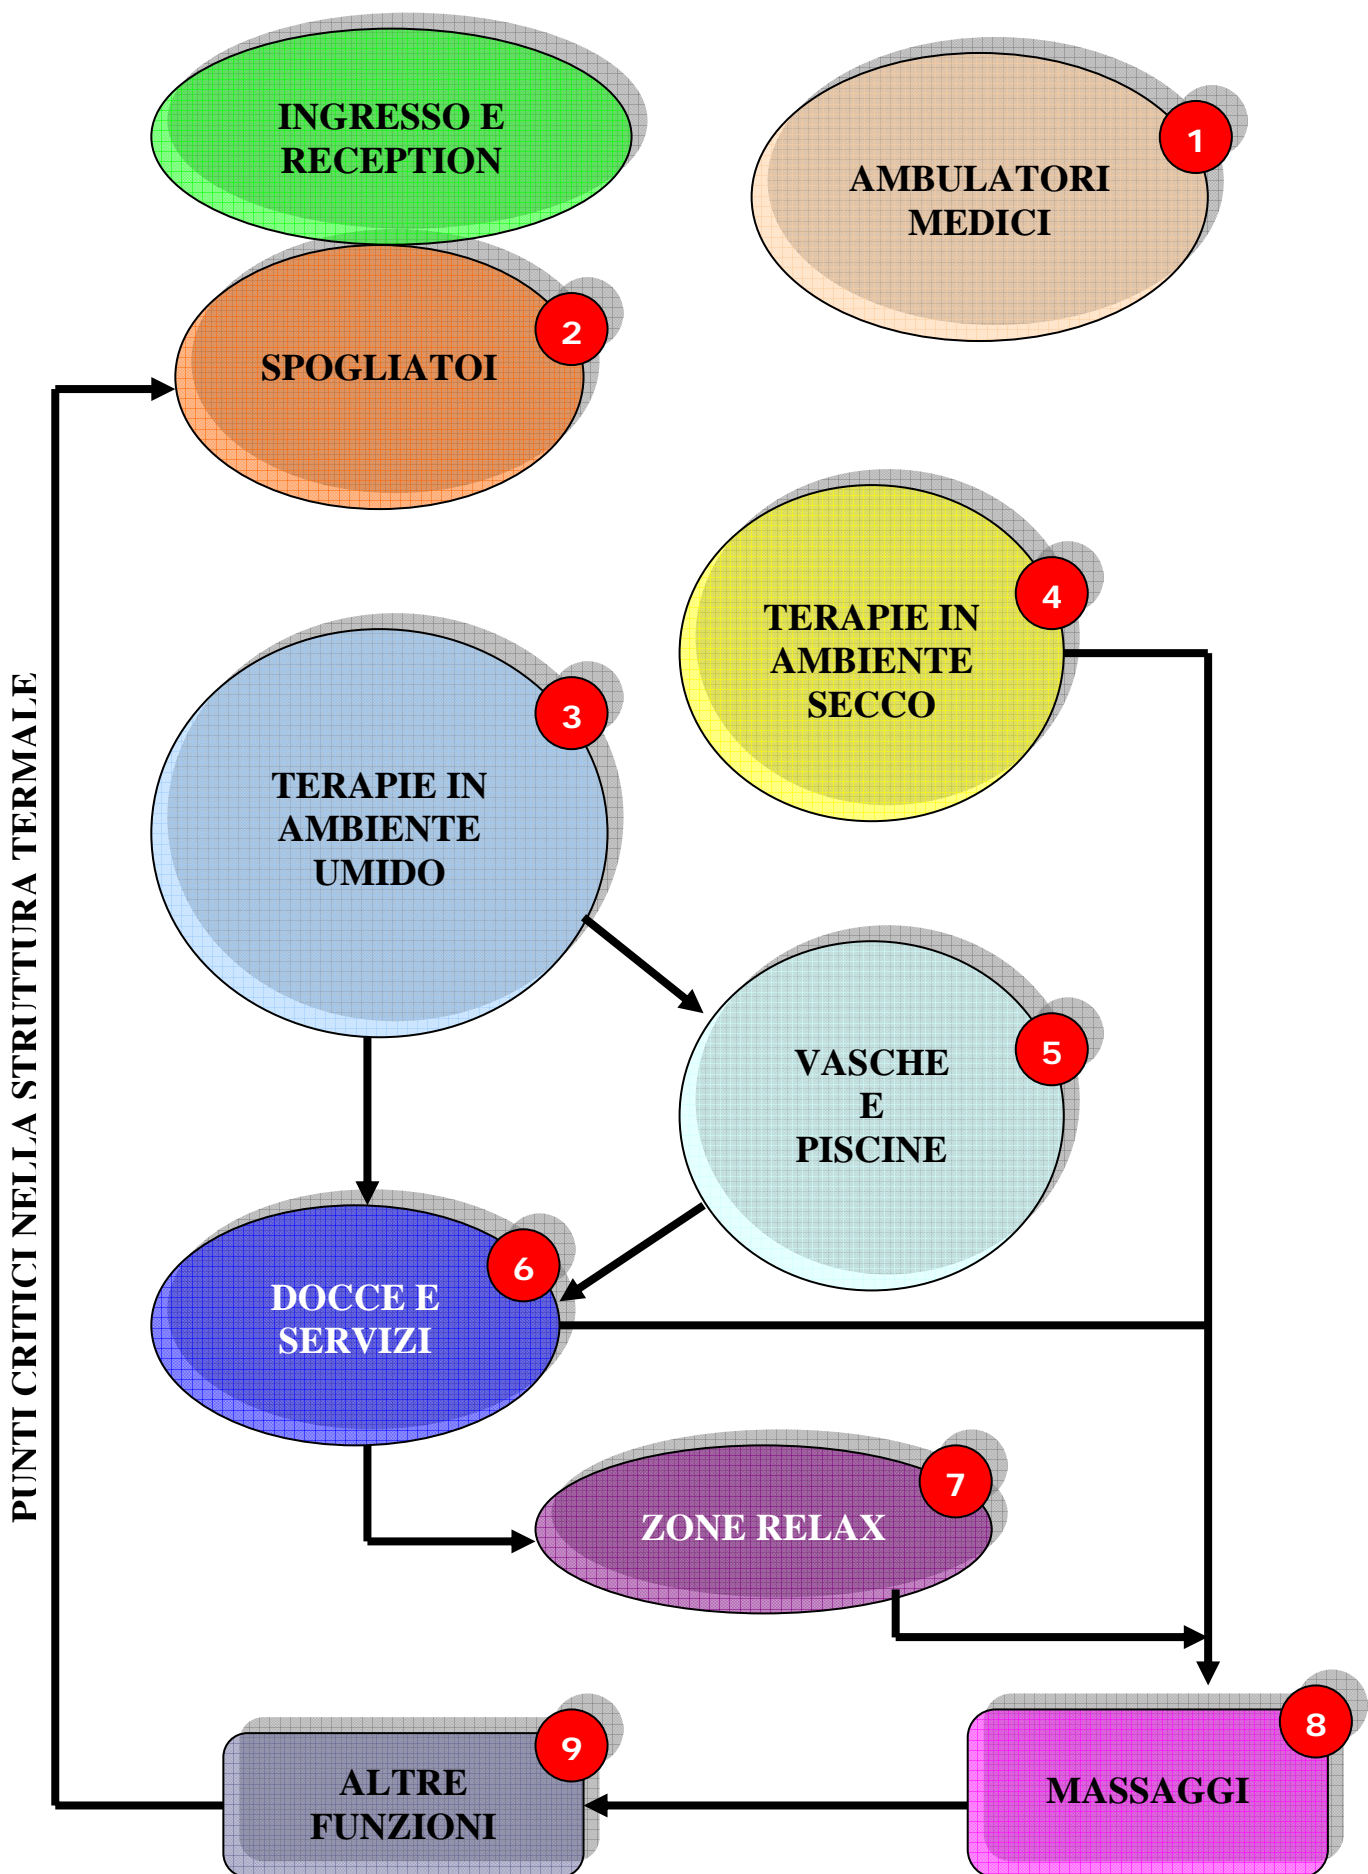 INGRESSO E
RECEPTION
1
AMBULATORI
MEDICI
2
SPOGLIATOI
4
TERAPIE IN
AMBIENTE
SECCO
3
TERAPIE IN
AMBIENTE
UMIDO
5
VASCHE
E
PISCINE
6
DOCCE E
SERVIZI
7
ZONE RELAX
8
MASSAGGI
9
ALTRE
FUNZIONI
PUNTI CRITICI NELLA STRUTTURA TERMALE